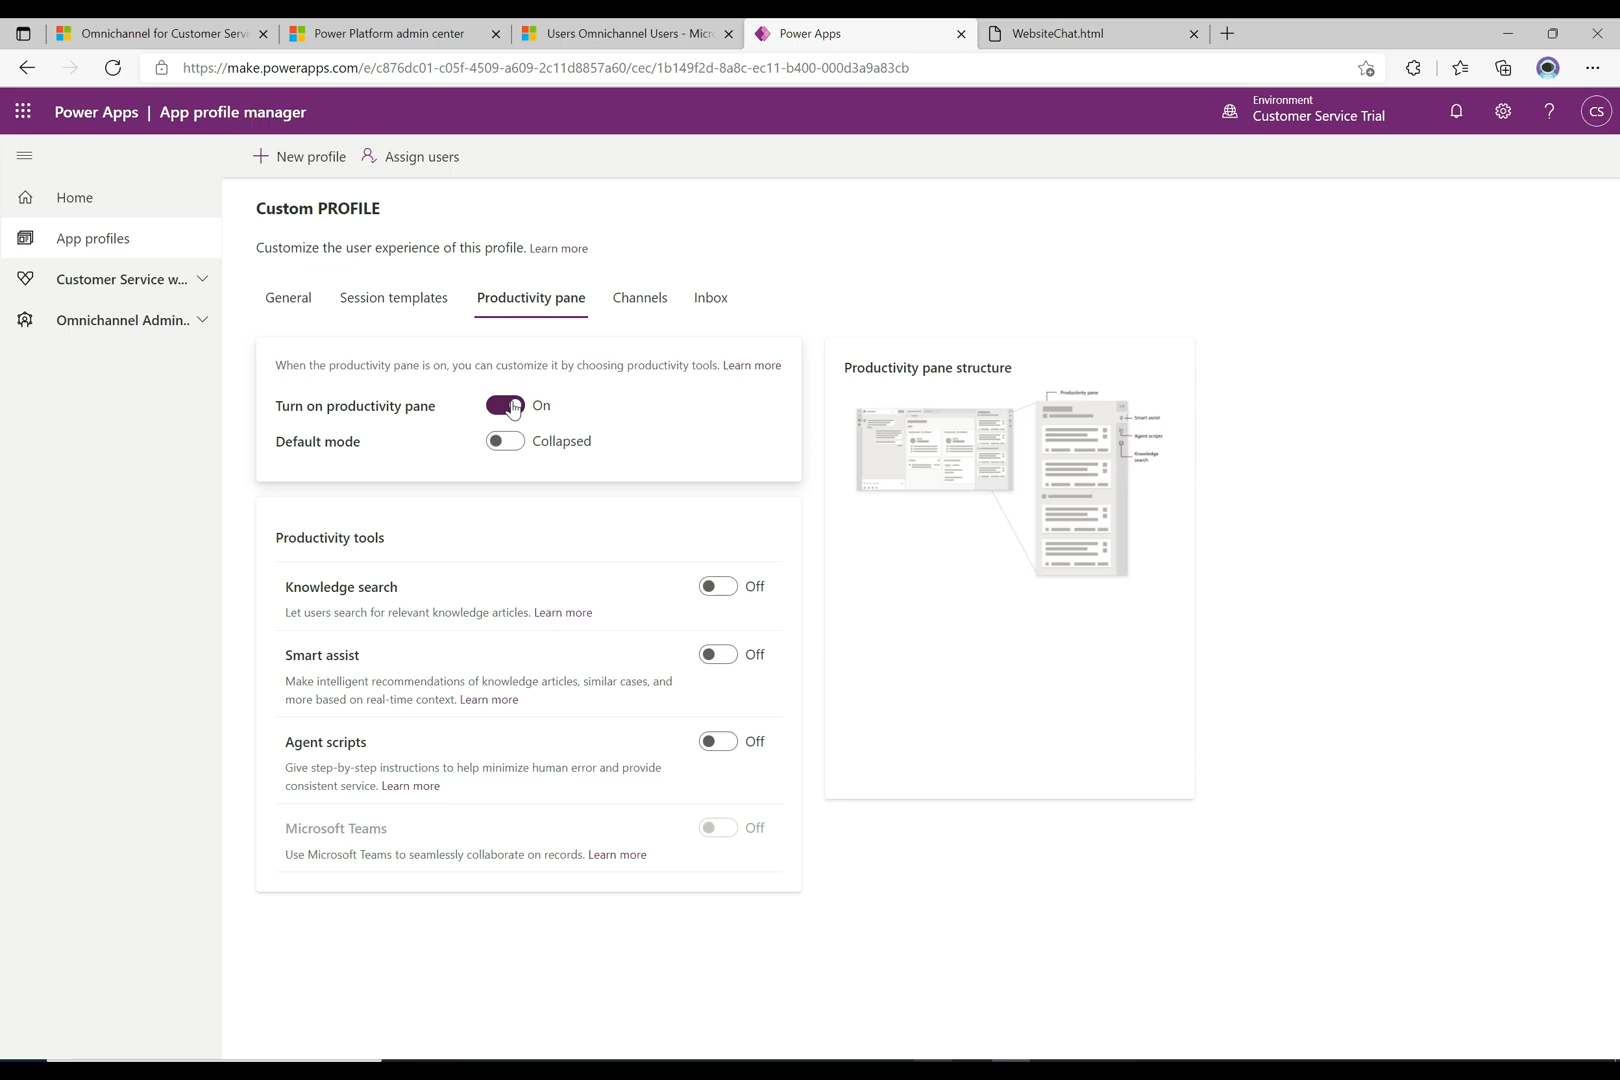 Omnichannel for Customer Servi
Power Platform admin center
Users Omnichannel Users - Micr
Power Apps
WebsiteChat.html
https://make.powerapps.com/e/c876dc01-c05f-4509-a609-2c11d8857a60/cec/1b149f2d-8a8c-ec11-b400-000d3a9a83cb
Power Apps | App profile manager
Environment
Customer Service Trial
CS
New profile
Assign users
Home
App profiles
Customer Service w...
Omnichannel Admin..
Custom PROFILE
Customize the user experience of this profile. Learn more
General
Session templates
Productivity pane
Channels
Inbox
When the productivity pane is on, you can customize it by choosing productivity tools. Learn more
Turn on productivity pane
On
Default mode
Collapsed
Productivity tools
Knowledge search
Off
Let users search for relevant knowledge articles. Learn more
Smart assist
Off
Make intelligent recommendations of knowledge articles, similar cases, and
more based on real-time context. Learn more
Agent scripts
Off
Give step-by-step instructions to help minimize human error and provide
consistent service. Learn more
Microsoft Teams
Off
Use Microsoft Teams to seamlessly collaborate on records. Learn more
Productivity pane structure
Productivity pane
Smart assist
Agent scripts
Knowledge
search